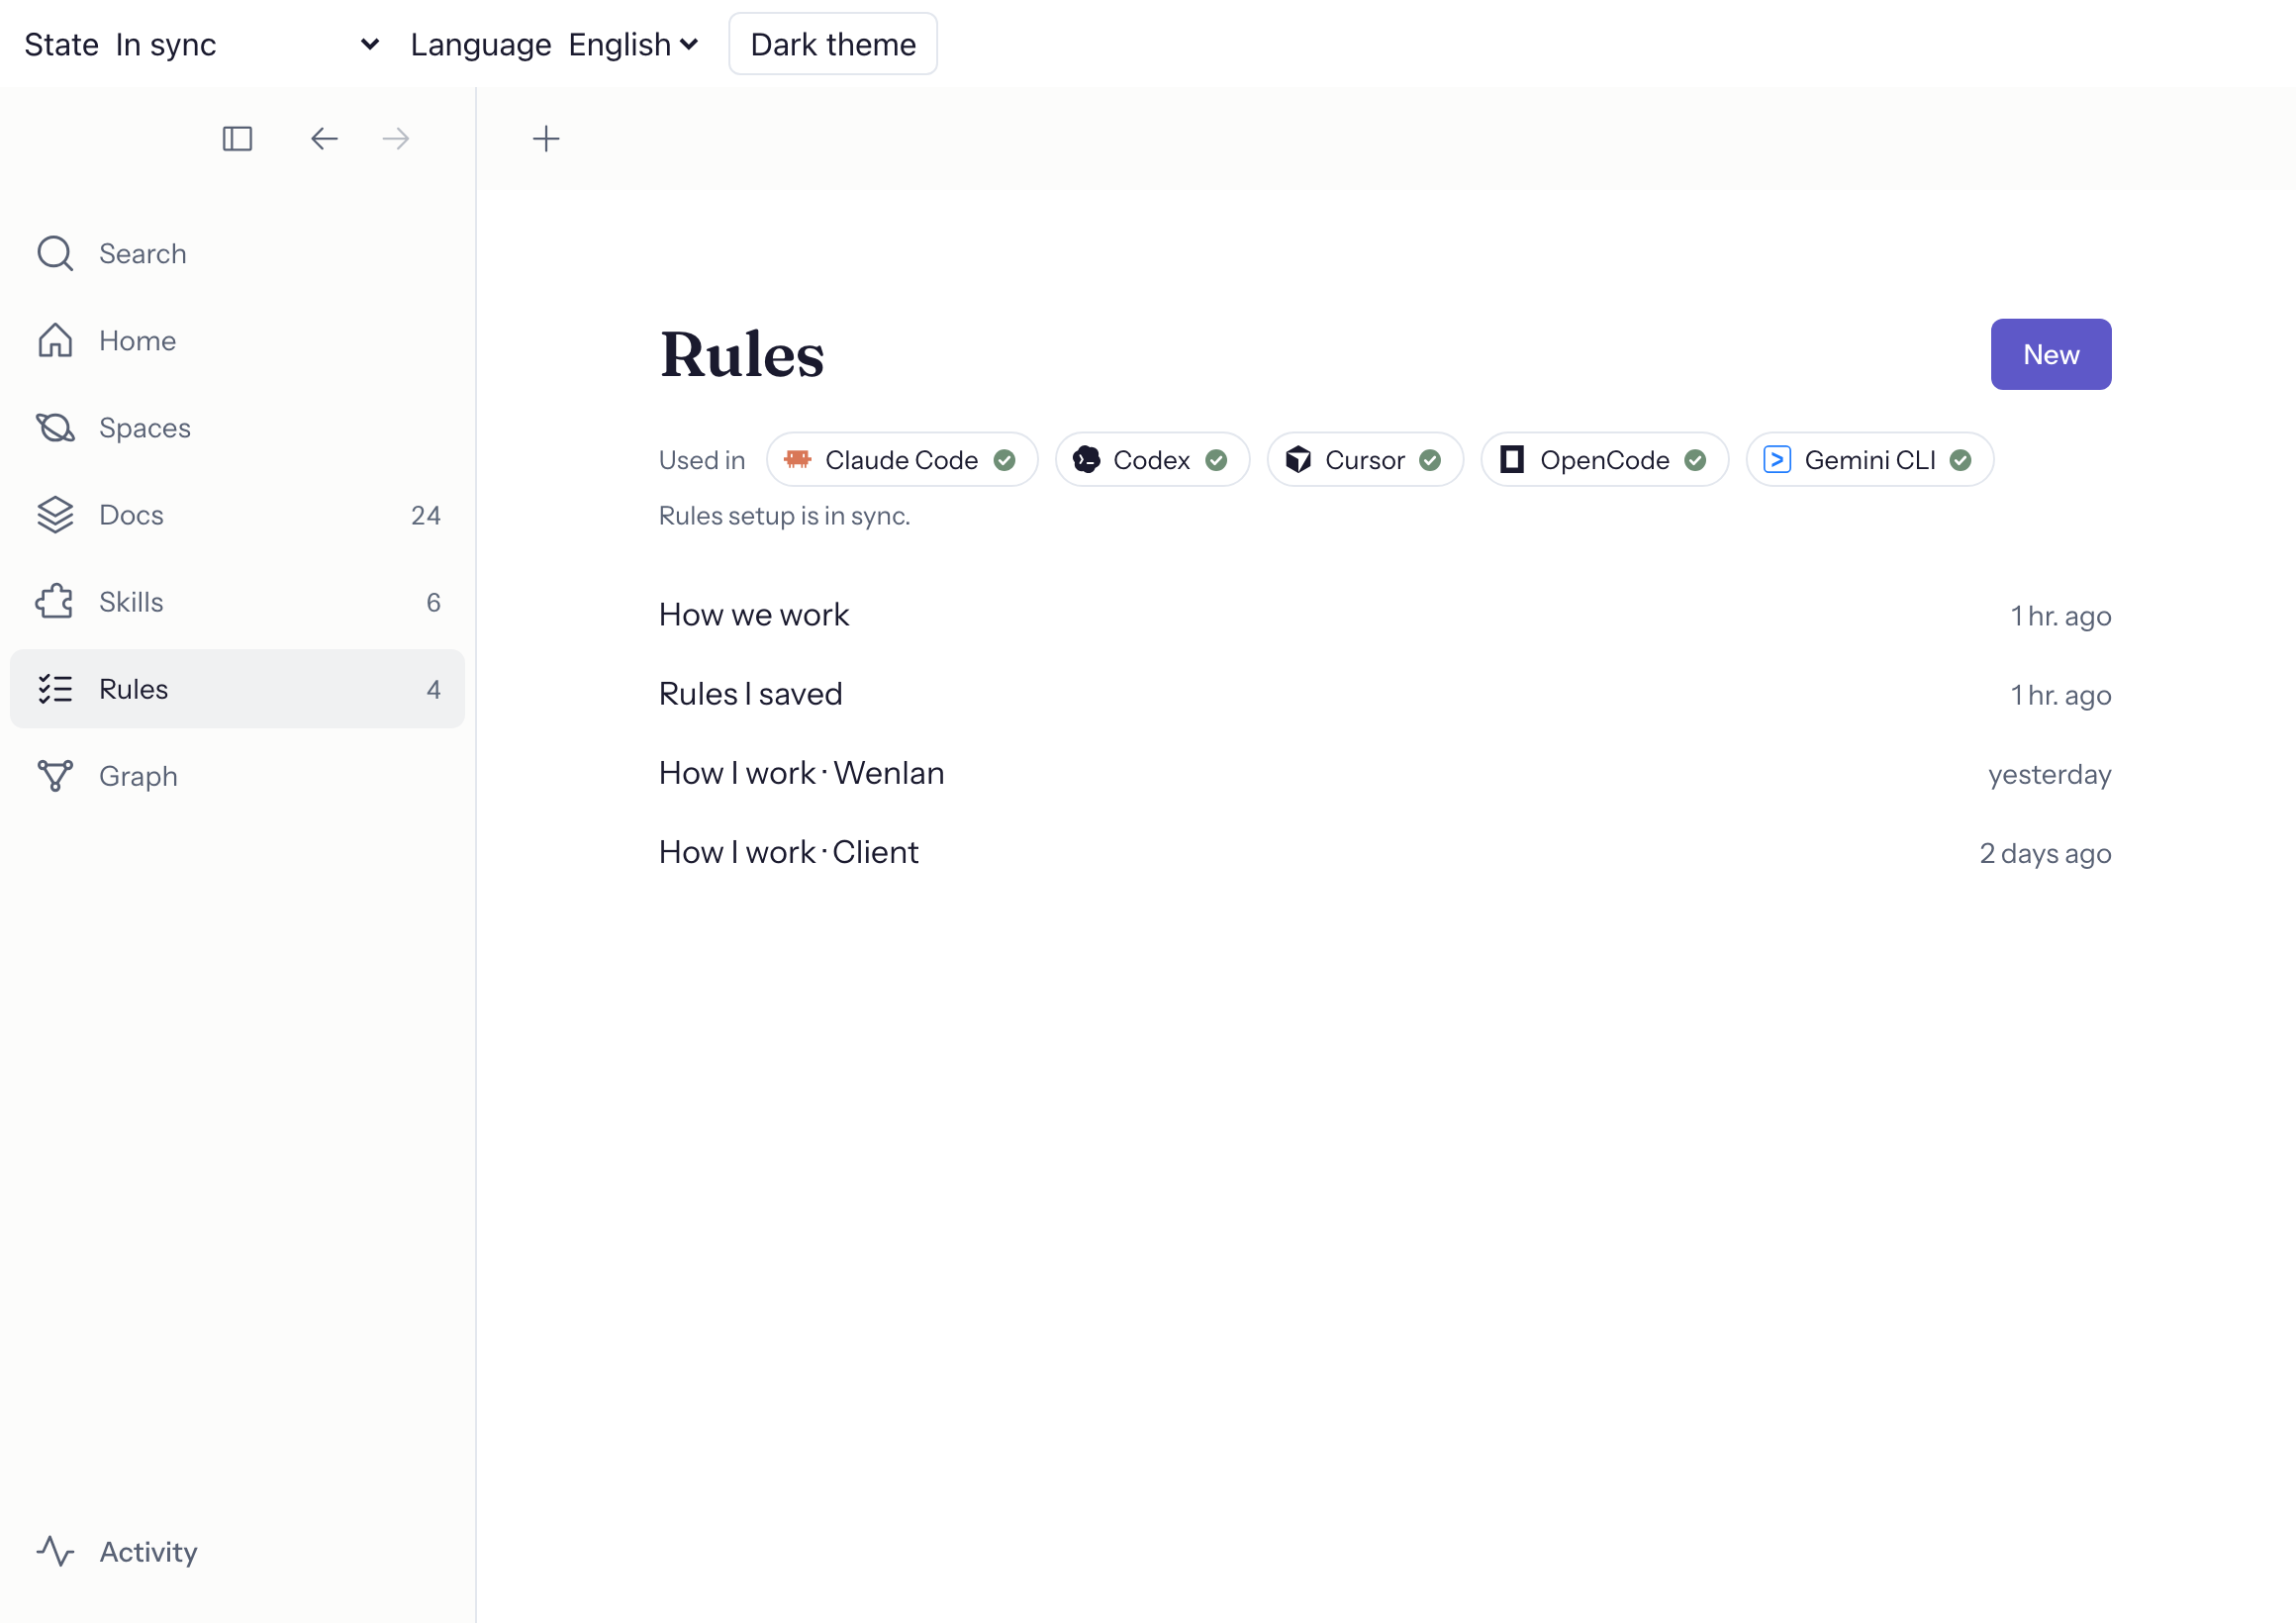 State In sync Language English Dark theme
Search
Home
Spaces
Docs 24
Skills 6
Rules 4
Graph
Activity
Rules New
Used in Claude Code Codex Cursor OpenCode Gemini CLI
Rules setup is in sync.
How we work 1 hr. ago
Rules I saved 1 hr. ago
How I work · Wenlan yesterday
How I work · Client 2 days ago